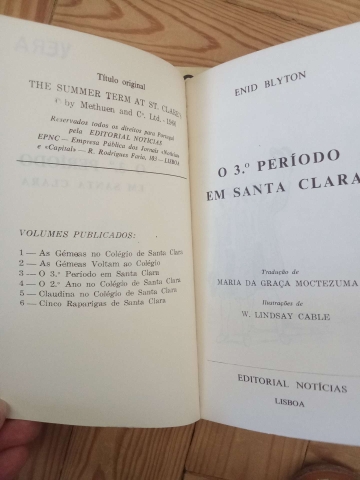 Título original
THE SUMMER TERM AT ST. CLARE'S
by Methuen and C.º Ltd. - 1966
Reservados todos os direitos para Portugal
pela EDITORIAL NOTÍCIAS
EPNC — Empresa Pública dos Jornais «Notícias»
e «Capital» — R. Rodrigues Faria, 103 — LISBOA
VOLUMES PUBLICADOS:
1 — As Gémeas no Colégio de Santa Clara
2 — As Gémeas Voltam ao Colégio
3 — O 3.º Período em Santa Clara
4 — O 2.º Ano no Colégio de Santa Clara
5 — Claudina no Colégio de Santa Clara
6 — Cinco Raparigas de Santa Clara
ENID BLYTON
O 3.º PERÍODO
EM SANTA CLARA
Tradução de
MARIA DA GRAÇA MOCTEZUMA
Ilustrações de
W. LINDSAY CABLE
EDITORIAL NOTÍCIAS
LISBOA